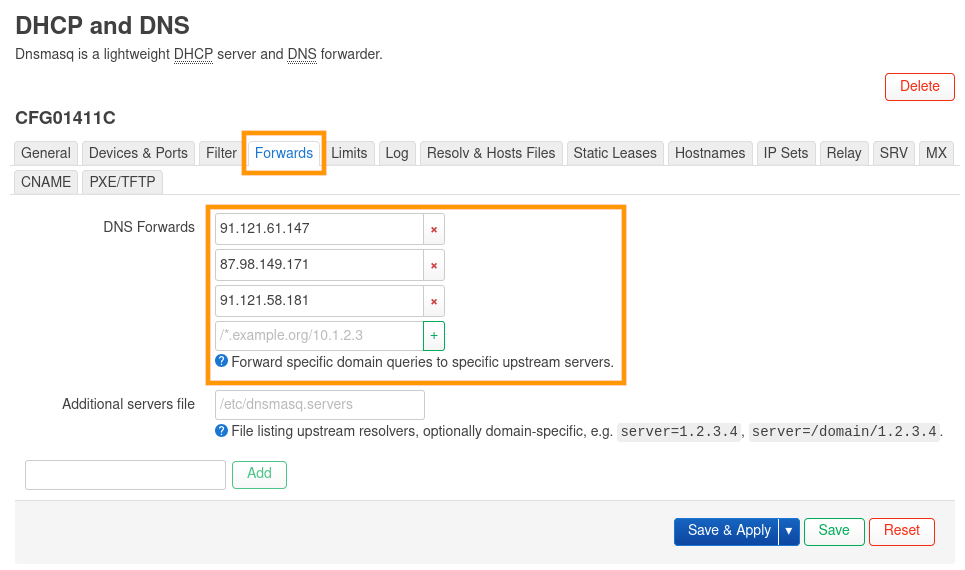 DHCP and DNS
Dnsmasq is a lightweight DHCP server and DNS forwarder.
Delete
CFG01411C
General Devices & Ports Filter Forwards Limits Log Resolv & Hosts Files Static Leases Hostnames IP Sets Relay SRV MX
CNAME PXE/TFTP
DNS Forwards 91.121.61.147 ×
87.98.149.171 ×
91.121.58.181 ×
/*.example.org/10.1.2.3 +
? Forward specific domain queries to specific upstream servers.
Additional servers file /etc/dnsmasq.servers
? File listing upstream resolvers, optionally domain-specific, e.g. server=1.2.3.4, server=/domain/1.2.3.4.
Add
Save & Apply ▼ Save Reset